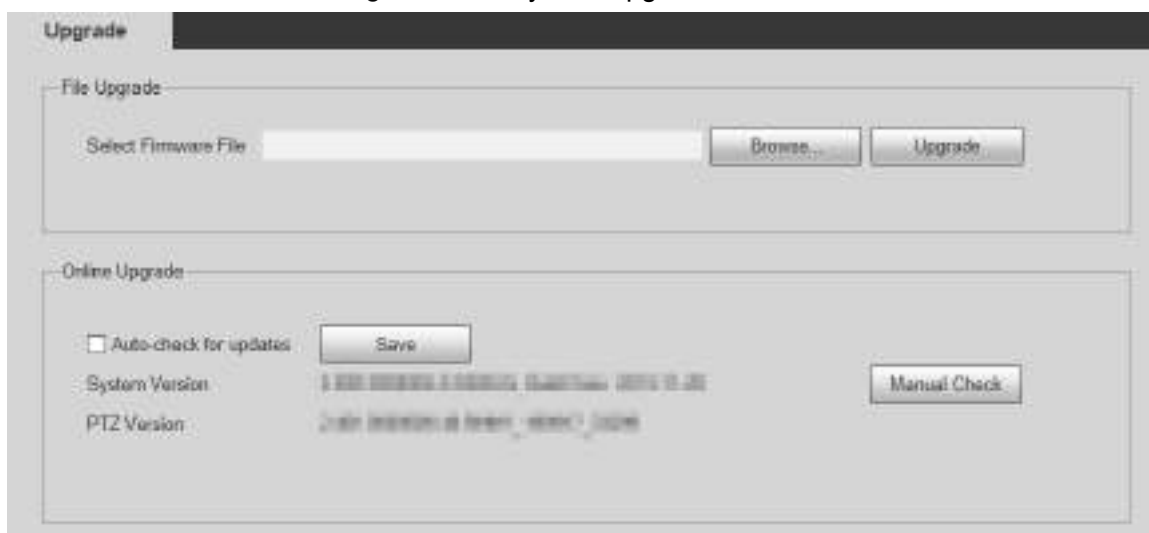 Upgrade
File Upgrade
Select Firmware File Browse... Upgrade
Online Upgrade
Auto-check for updates Save
System Version Manual Check
PTZ Version